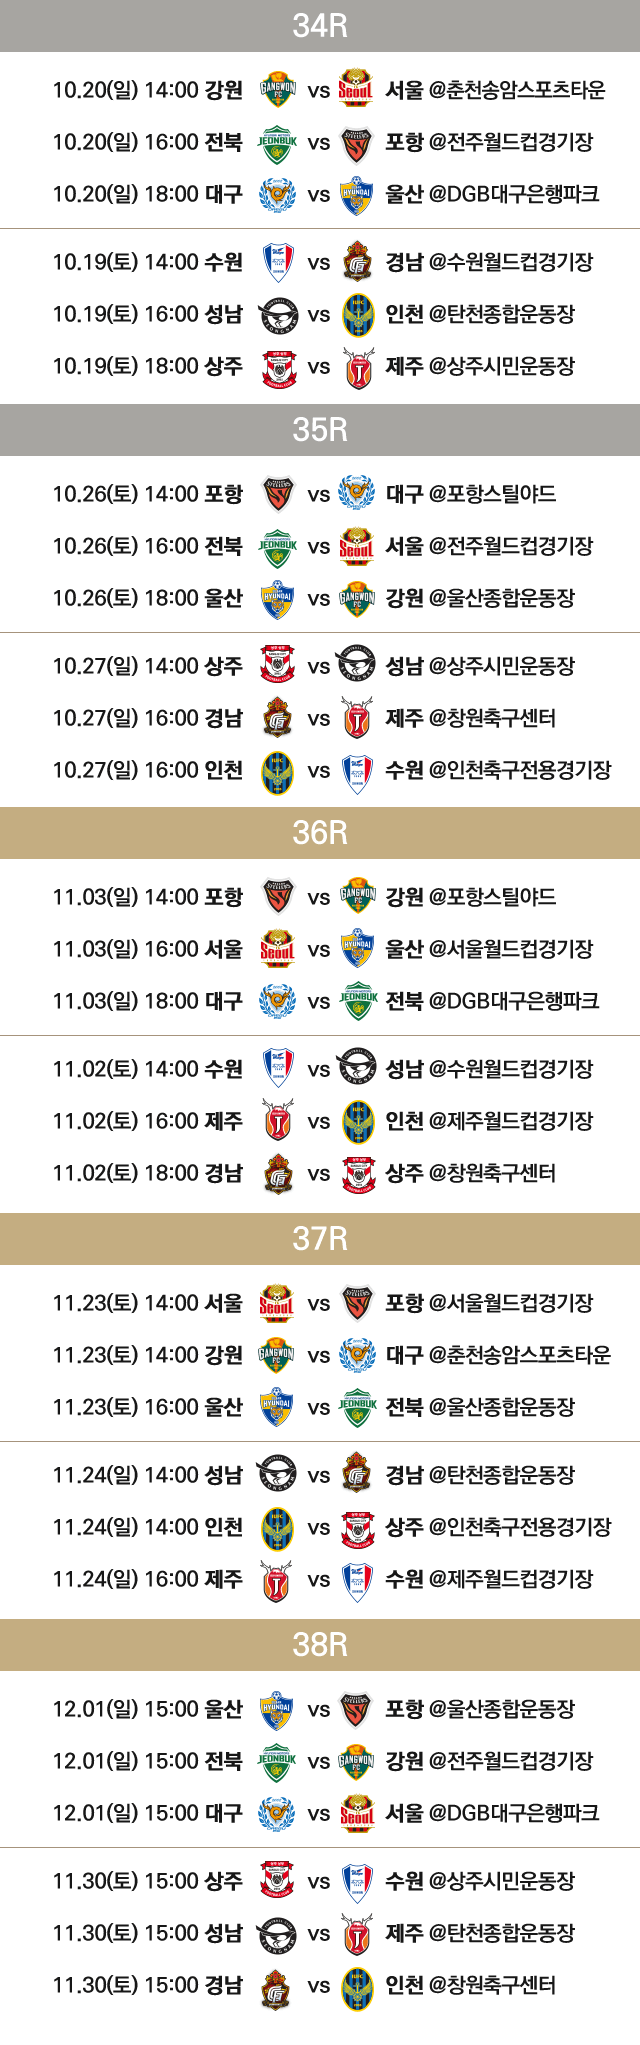 34R
10.20(일) 14:00 강원 GANGWON F.C vs SEOUL 서울 @춘천송암스포츠타운
10.20(일) 16:00 전북 JEONBUK vs 포항 @전주월드컵경기장
10.20(일) 18:00 대구 vs HYUNDAI 울산 @DGB대구은행파크
10.19(토) 14:00 수원 vs 경남 @수원월드컵경기장
10.19(토) 16:00 성남 vs 인천 @탄천종합운동장
10.19(토) 18:00 상주 vs 제주 @상주시민운동장
35R
10.26(토) 14:00 포항 vs 대구 @포항스틸야드
10.26(토) 16:00 전북 JEONBUK vs SEOUL 서울 @전주월드컵경기장
10.26(토) 18:00 울산 HYUNDAI vs GANGWON F.C 강원 @울산종합운동장
10.27(일) 14:00 상주 vs 성남 @상주시민운동장
10.27(일) 16:00 경남 vs 제주 @창원축구센터
10.27(일) 16:00 인천 vs 수원 @인천축구전용경기장
36R
11.03(일) 14:00 포항 vs GANGWON F.C 강원 @포항스틸야드
11.03(일) 16:00 서울 SEOUL vs HYUNDAI 울산 @서울월드컵경기장
11.03(일) 18:00 대구 vs JEONBUK 전북 @DGB대구은행파크
11.02(토) 14:00 수원 vs 성남 @수원월드컵경기장
11.02(토) 16:00 제주 vs 인천 @제주월드컵경기장
11.02(토) 18:00 경남 vs 상주 @창원축구센터
37R
11.23(토) 14:00 서울 SEOUL vs 포항 @서울월드컵경기장
11.23(토) 14:00 강원 GANGWON F.C vs 대구 @춘천송암스포츠타운
11.23(토) 16:00 울산 HYUNDAI vs JEONBUK 전북 @울산종합운동장
11.24(일) 14:00 성남 vs 경남 @탄천종합운동장
11.24(일) 14:00 인천 vs 상주 @인천축구전용경기장
11.24(일) 16:00 제주 vs 수원 @제주월드컵경기장
38R
12.01(일) 15:00 울산 HYUNDAI vs 포항 @울산종합운동장
12.01(일) 15:00 전북 JEONBUK vs GANGWON F.C 강원 @전주월드컵경기장
12.01(일) 15:00 대구 vs SEOUL 서울 @DGB대구은행파크
11.30(토) 15:00 상주 vs 수원 @상주시민운동장
11.30(토) 15:00 성남 vs 제주 @탄천종합운동장
11.30(토) 15:00 경남 vs 인천 @창원축구센터